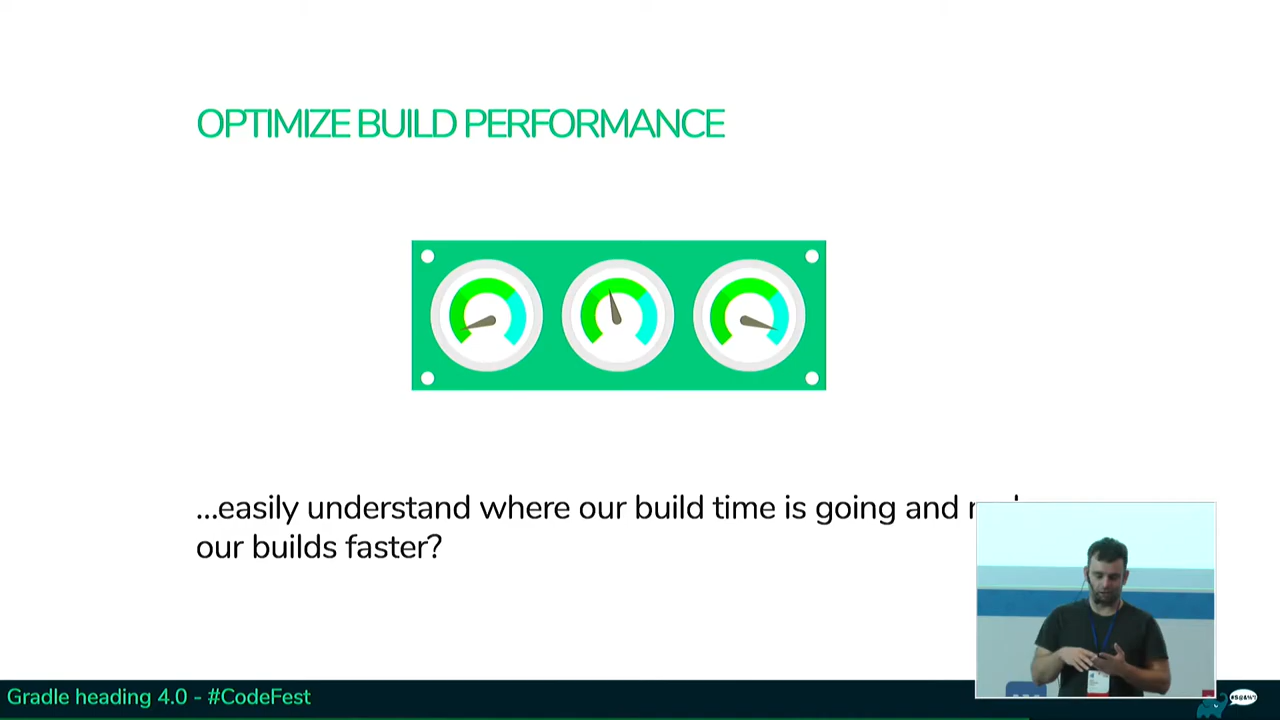 OPTIMIZE BUILD PERFORMANCE
...easily understand where our build time is going and
our builds faster?
Gradle heading 4.0 - #CodeFest